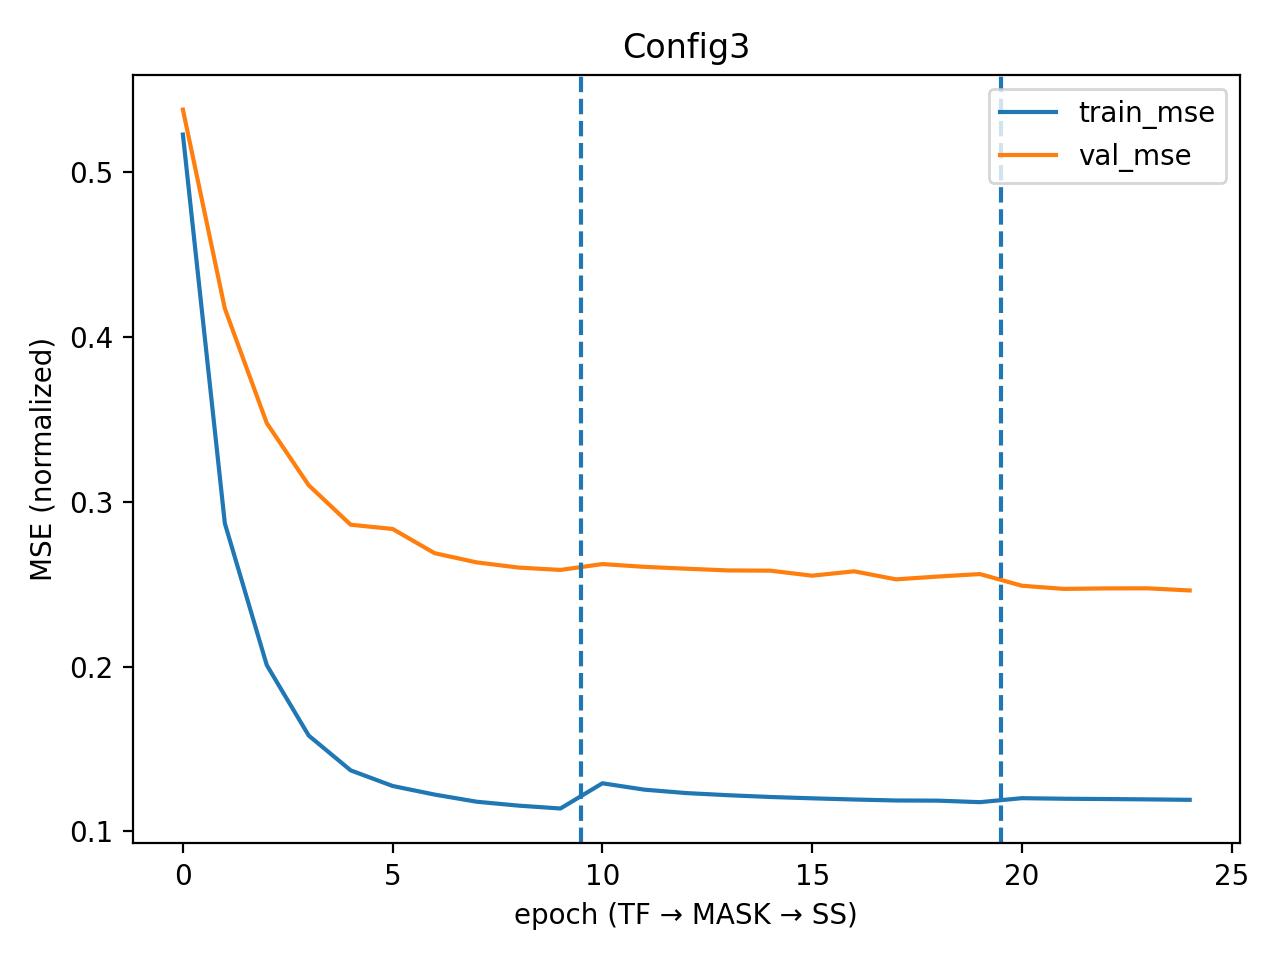 Config3
train_mse
val_mse
MSE (normalized)
0.5
0.4
0.3
0.2
0.1
0
5
10
15
20
25
epoch (TF → MASK → SS)